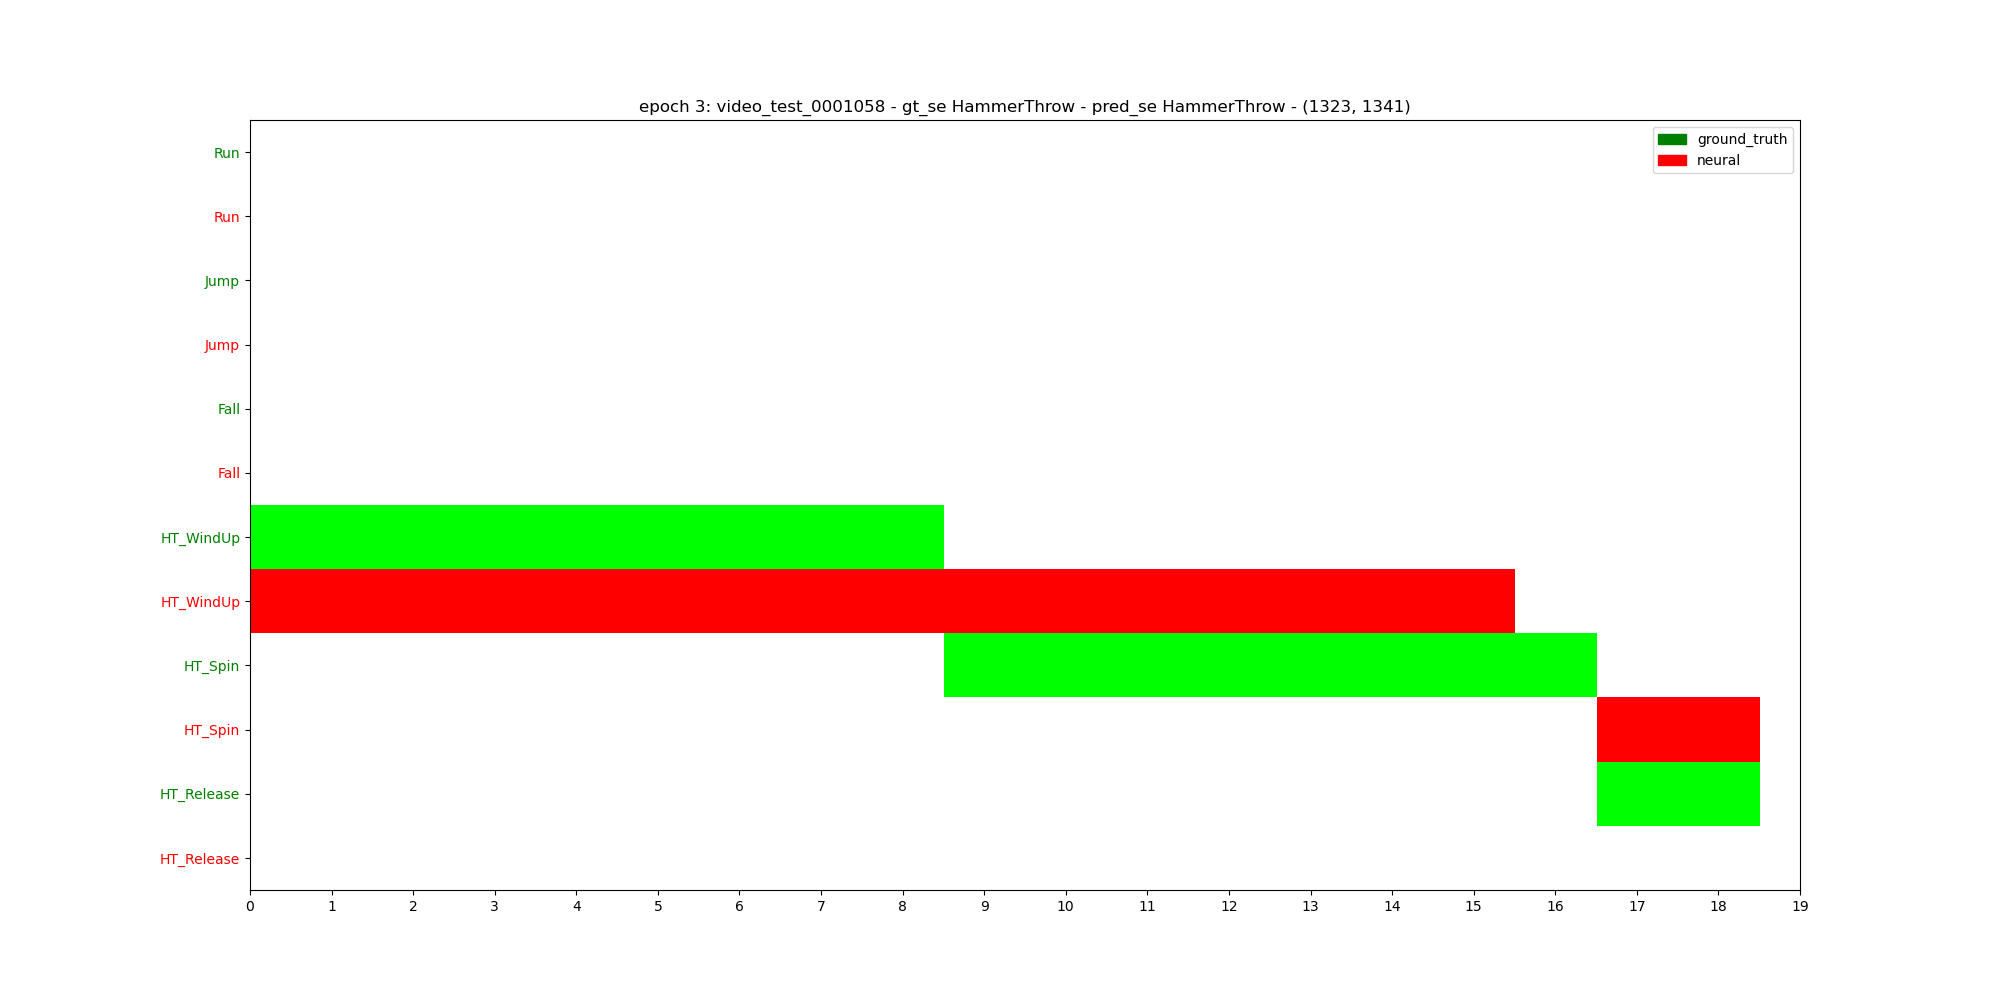 epoch 3: video_test_0001058 - gt_se HammerThrow - pred_se HammerThrow - (1323, 1341)
ground_truth
neural
Run
Run
Jump
Jump
Fall
Fall
HT_WindUp
HT_WindUp
HT_Spin
HT_Spin
HT_Release
HT_Release
0 1 2 3 4 5 6 7 8 9 10 11 12 13 14 15 16 17 18 19